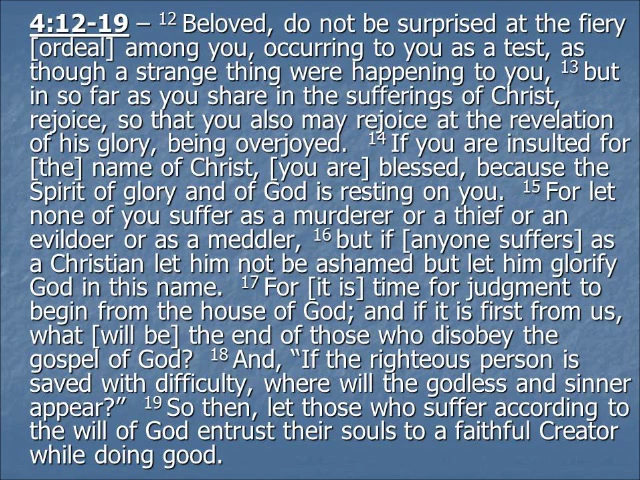 4:12-19 – 12 Beloved, do not be surprised at the fiery
[ordeal] among you, occurring to you as a test, as
though a strange thing were happening to you, 13 but
in so far as you share in the sufferings of Christ,
rejoice, so that you also may rejoice at the revelation
of his glory, being overjoyed. 14 If you are insulted for
[the] name of Christ, [you are] blessed, because the
Spirit of glory and of God is resting on you. 15 For let
none of you suffer as a murderer or a thief or an
evildoer or as a meddler, 16 but if [anyone suffers] as
a Christian let him not be ashamed but let him glorify
God in this name. 17 For [it is] time for judgment to
begin from the house of God; and if it is first from us,
what [will be] the end of those who disobey the
gospel of God? 18 And, “If the righteous person is
saved with difficulty, where will the godless and sinner
appear?” 19 So then, let those who suffer according to
the will of God entrust their souls to a faithful Creator
while doing good.